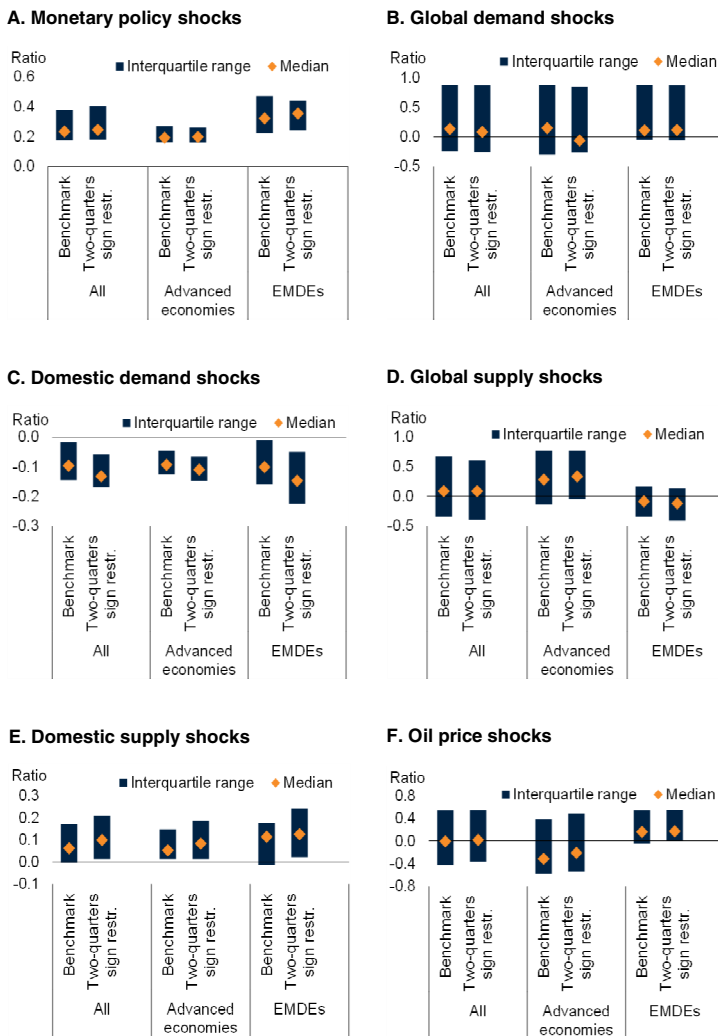 A. Monetary policy shocks
Ratio
Interquartile range
Median
0.6
0.4
0.2
0.0
Benchmark
Two-quarters
sign restr.
Benchmark
Two-quarters
sign restr.
Benchmark
Two-quarters
sign restr.
All
Advanced
economies
EMDEs
B. Global demand shocks
Ratio
Interquartile range
Median
1.0
0.5
0.0
-0.5
Benchmark
Two-quarters
sign restr.
Benchmark
Two-quarters
sign restr.
Benchmark
Two-quarters
sign restr.
All
Advanced
economies
EMDEs
C. Domestic demand shocks
Ratio
Interquartile range
Median
0.0
-0.1
-0.2
-0.3
Benchmark
Two-quarters
sign restr.
Benchmark
Two-quarters
sign restr.
Benchmark
Two-quarters
sign restr.
All
Advanced
economies
EMDEs
D. Global supply shocks
Ratio
Interquartile range
Median
1.0
0.5
0.0
-0.5
Benchmark
Two-quarters
sign restr.
Benchmark
Two-quarters
sign restr.
Benchmark
Two-quarters
sign restr.
All
Advanced
economies
EMDEs
E. Domestic supply shocks
Ratio
Interquartile range
Median
0.3
0.2
0.1
0.0
-0.1
Benchmark
Two-quarters
sign restr.
Benchmark
Two-quarters
sign restr.
Benchmark
Two-quarters
sign restr.
All
Advanced
economies
EMDEs
F. Oil price shocks
Ratio
Interquartile range
Median
0.8
0.4
0.0
-0.4
-0.8
Benchmark
Two-quarters
sign restr.
Benchmark
Two-quarters
sign restr.
Benchmark
Two-quarters
sign restr.
All
Advanced
economies
EMDEs